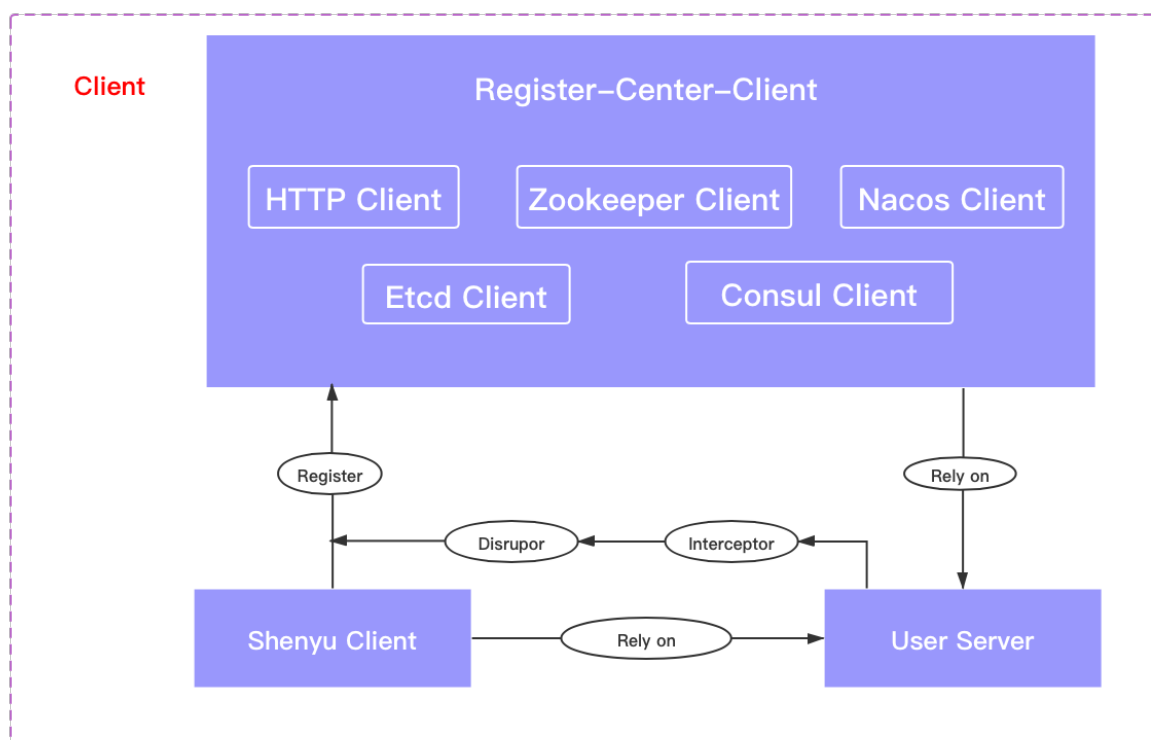 Client
Register-Center-Client
HTTP Client
Zookeeper Client
Nacos Client
Etcd Client
Consul Client
Register
Rely on
Disrupor
Interceptor
Shenyu Client
Rely on
User Server